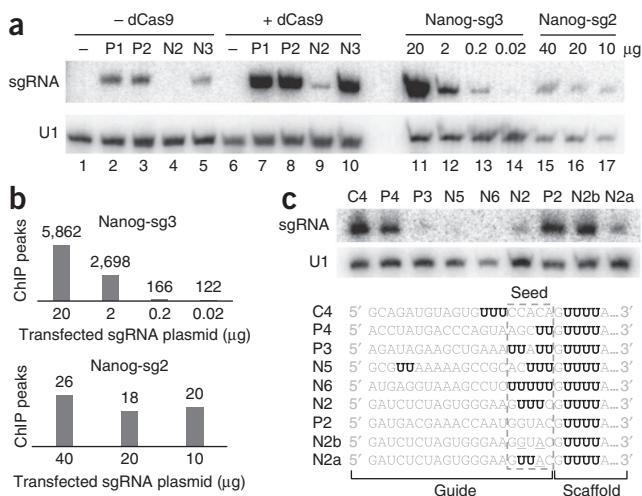 a
– dCas9 + dCas9 Nanog-sg3 Nanog-sg2
– P1 P2 N2 N3 – P1 P2 N2 N3 20 2 0.2 0.02 40 20 10 μg
sgRNA
U1
1 2 3 4 5 6 7 8 9 10 11 12 13 14 15 16 17
b
Nanog-sg3
ChIP peaks
5,862 2,698 166 122
20 2 0.2 0.02
Transfected sgRNA plasmid (μg)
Nanog-sg2
ChIP peaks
26 18 20
40 20 10
Transfected sgRNA plasmid (μg)
c
C4 P4 P3 N5 N6 N2 P2 N2b N2a
sgRNA
U1
Seed
C4 5′ GCAGAUGUAGUGUUUCCACAGUUUUA... 3′
P4 5′ ACCUAUGACCCAGUAAGCUUGUUUUA... 3′
P3 5′ AGAUAGAAGCUGAAAUUAUUGUUUUA... 3′
N5 5′ GCGUUAAAAAGCCGCACUUUGUUUUA... 3′
N6 5′ AUGUAAAGGAAGCCUCUUUUUGUUUUA... 3′
N2 5′ GAUCUCUAGUGGGAAGUUUCGUUUUA... 3′
P2 5′ GAUGACGAAACCAAUGGUACGUUUUA... 3′
N2b 5′ GAUCUCUAGUGGGAAGGUACGUUUUA... 3′
N2a 5′ GAUCUCUAGUGGGAAGUUACGUUUUA... 3′
Guide Scaffold